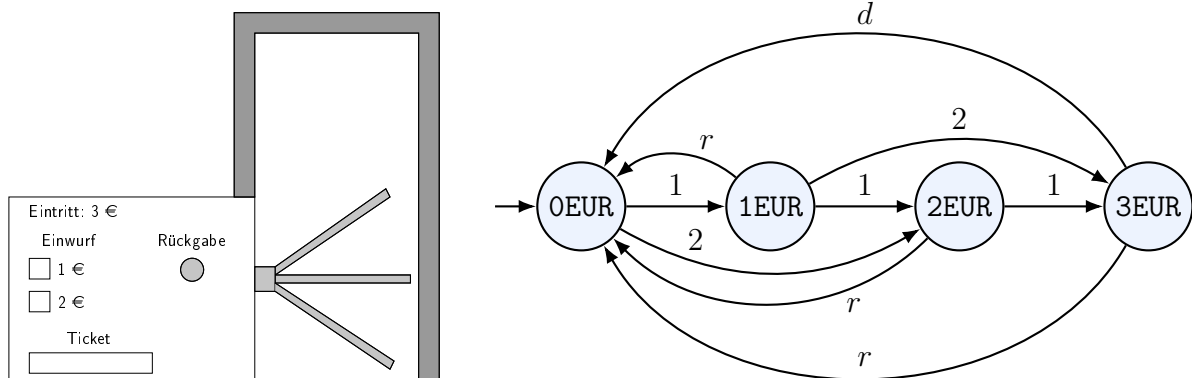 Eintritt: 3 €
Einwurf Rückgabe
1 €
2 €
Ticket
d
2
r
1 1 1
0EUR 1EUR 2EUR 3EUR
2
r
r